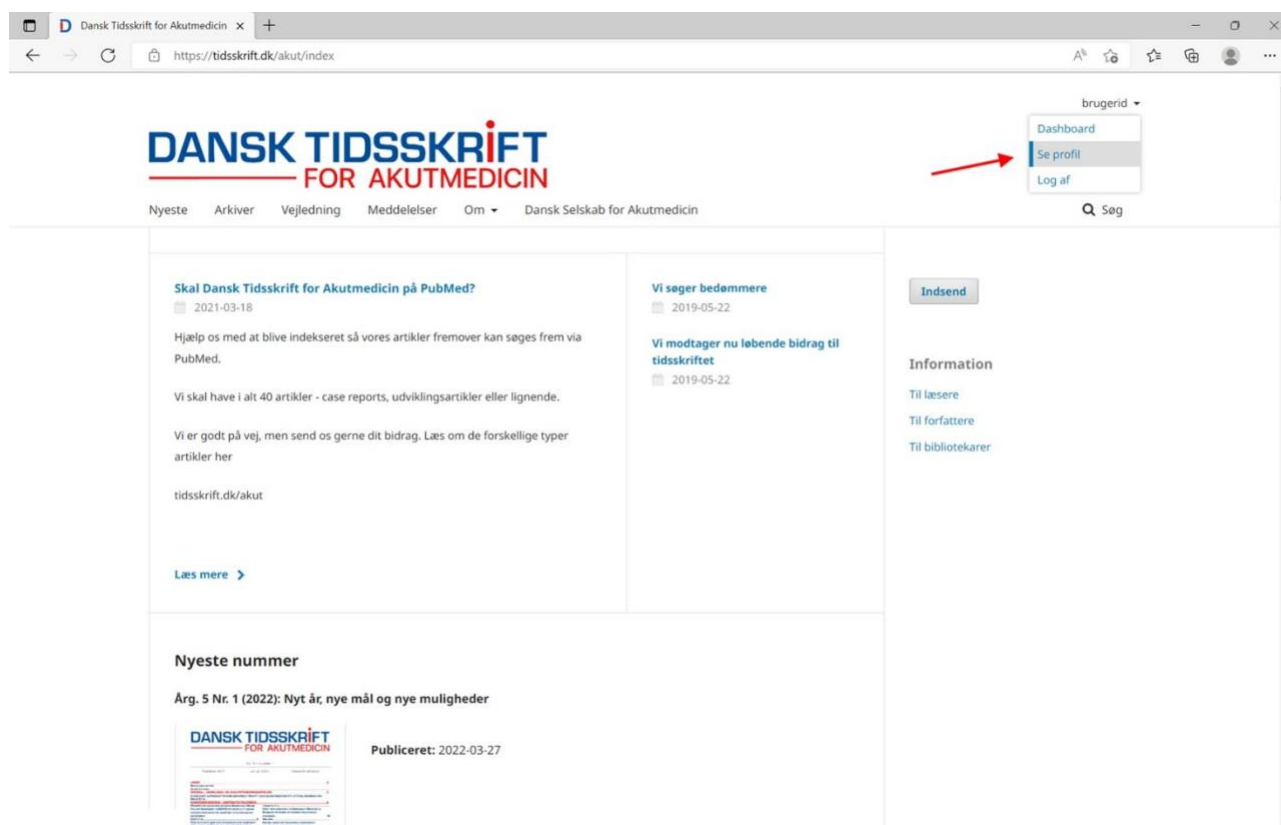 Dansk Tidsskrift for Akutmedicin
https://tidsskrift.dk/akut/index
brugerid
Dashboard
Se profil
Log af
DANSK TIDSSKRIFT
FOR AKUTMEDICIN
Nyeste Arkiver Vejledning Meddelelser Om Dansk Selskab for Akutmedicin
Søg
Skal Dansk Tidsskrift for Akutmedicin på PubMed?
2021-03-18
Hjælp os med at blive indekseret så vores artikler fremover kan søges frem via
PubMed.
Vi skal have i alt 40 artikler - case reports, udviklingsartikler eller lignende.
Vi er godt på vej, men send os gerne dit bidrag. Læs om de forskellige typer
artikler her
tidsskrift.dk/akut
Læs mere
Vi søger bedømmere
2019-05-22
Vi modtager nu løbende bidrag til
tidsskriftet
2019-05-22
Indsend
Information
Til læsere
Til forfattere
Til bibliotekarer
Nyeste nummer
Årg. 5 Nr. 1 (2022): Nyt år, nye mål og nye muligheder
DANSK TIDSSKRIFT
FOR AKUTMEDICIN
Publiceret: 2022-03-27